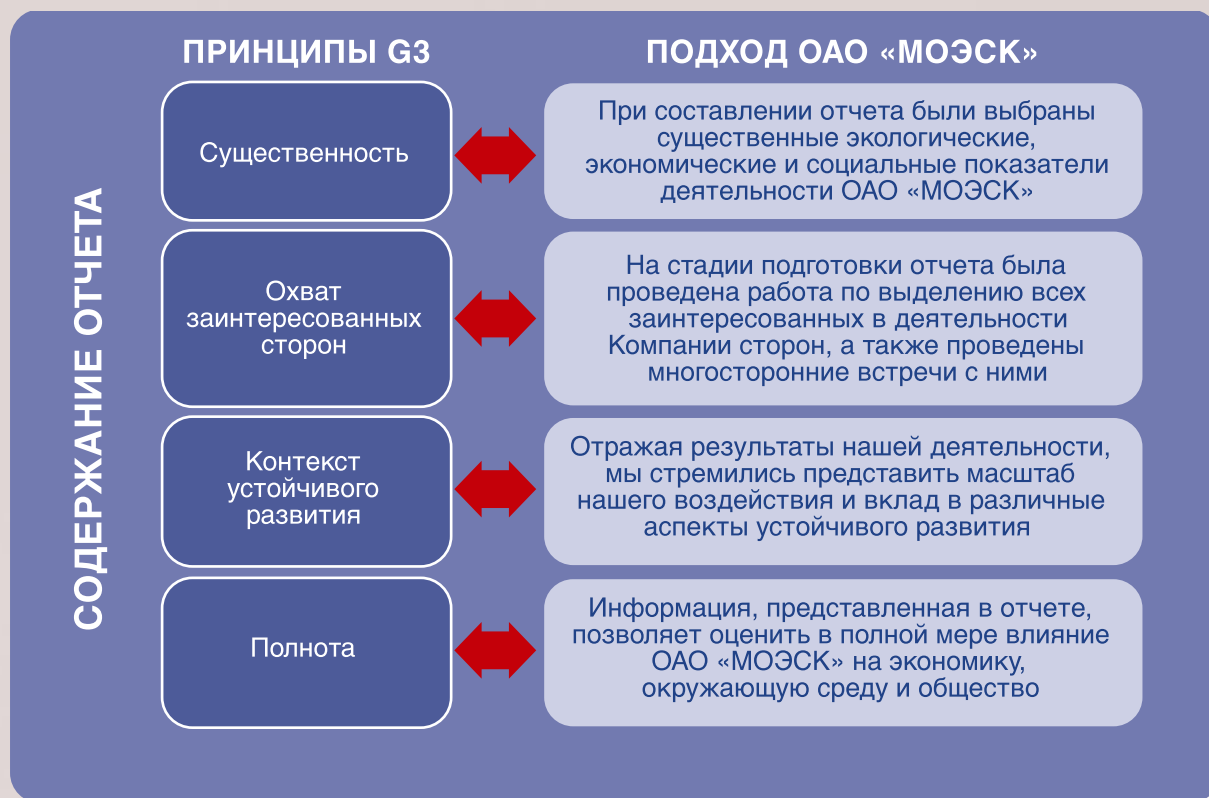 СОДЕРЖАНИЕ ОТЧЕТА
ПРИНЦИПЫ G3
ПОДХОД ОАО «МОЭСК»
Существенность
При составлении отчета были выбраны
существенные экологические,
экономические и социальные показатели
деятельности ОАО «МОЭСК»
Охват
заинтересованных
сторон
На стадии подготовки отчета была
проведена работа по выделению всех
заинтересованных в деятельности
Компании сторон, а также проведены
многосторонние встречи с ними
Контекст
устойчивого
развития
Отражая результаты нашей деятельности,
мы стремились представить масштаб
нашего воздействия и вклад в различные
аспекты устойчивого развития
Полнота
Информация, представленная в отчете,
позволяет оценить в полной мере влияние
ОАО «МОЭСК» на экономику,
окружающую среду и общество